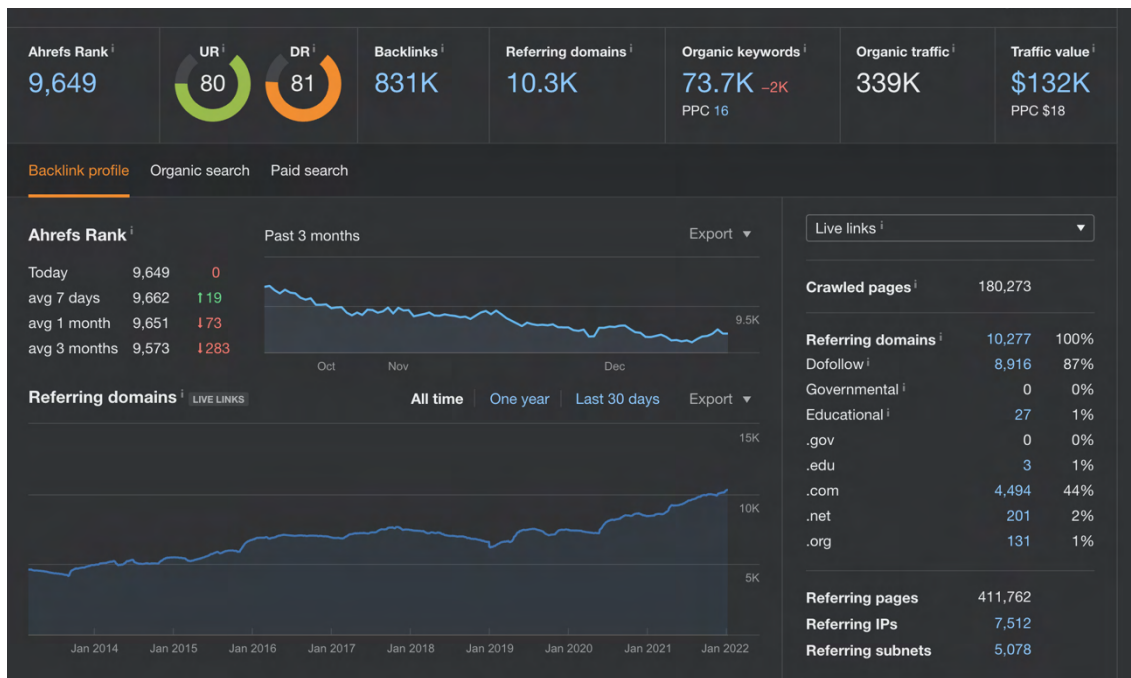 Ahrefs Rank i
9,649
UR i
80
DR i
81
Backlinks i
831K
Referring domains i
10.3K
Organic keywords i
73.7K -2K
PPC 16
Organic traffic i
339K
Traffic value i
$132K
PPC $18
Backlink profile Organic search Paid search
Ahrefs Rank i
Past 3 months
Export ▼
Today 9,649 0
avg 7 days 9,662 ↑19
avg 1 month 9,651 ↓73
avg 3 months 9,573 ↓283
9.5K
Oct Nov Dec
Referring domains i LIVE LINKS
All time One year Last 30 days Export ▼
15K
10K
5K
Jan 2014 Jan 2015 Jan 2016 Jan 2017 Jan 2018 Jan 2019 Jan 2020 Jan 2021 Jan 2022
Live links i ▼
Crawled pages i 180,273
Referring domains i 10,277 100%
Dofollow i 8,916 87%
Governmental i 0 0%
Educational i 27 1%
.gov 0 0%
.edu 3 1%
.com 4,494 44%
.net 201 2%
.org 131 1%
Referring pages 411,762
Referring IPs 7,512
Referring subnets 5,078